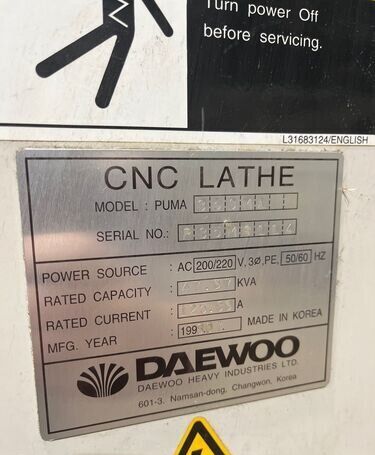 Turn power Off
before servicing.
L31683124/ENGLISH
CNC LATHE
MODEL : PUMA
SERIAL NO.:
POWER SOURCE : AC 200/220 V, 3Ø, PE, 50/60 HZ
RATED CAPACITY : KVA
RATED CURRENT : A
MFG. YEAR : 199 MADE IN KOREA
DAEWOO
DAEWOO HEAVY INDUSTRIES LTD.
601-3. Namsan-dong, Changwon, Korea